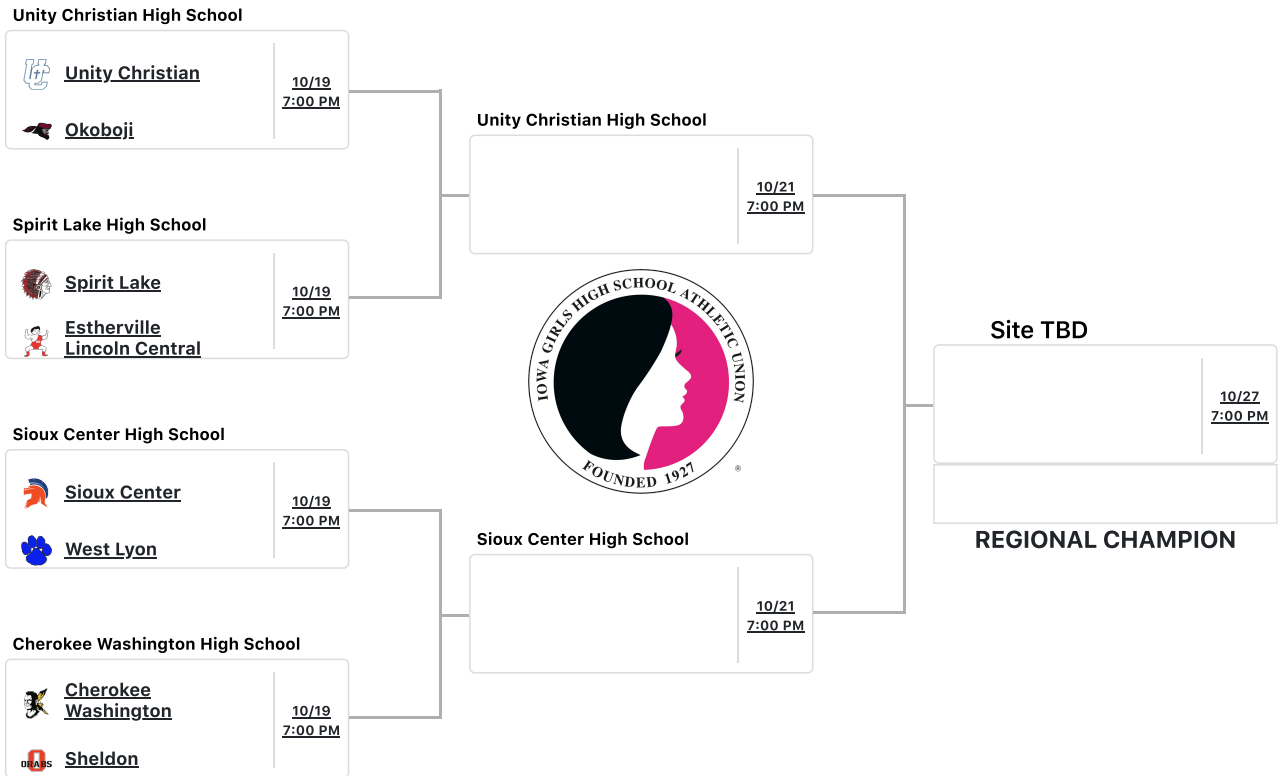 Unity Christian High School
Unity Christian
10/19
7:00 PM
Okoboji
Unity Christian High School
10/21
7:00 PM
Spirit Lake High School
Spirit Lake
10/19
7:00 PM
Estherville
Lincoln Central
IOWA GIRLS HIGH SCHOOL ATHLETIC UNION
FOUNDED 1927
®
Site TBD
10/27
7:00 PM
REGIONAL CHAMPION
Sioux Center High School
Sioux Center
10/19
7:00 PM
West Lyon
Sioux Center High School
10/21
7:00 PM
Cherokee Washington High School
Cherokee
Washington
10/19
7:00 PM
ORABS
Sheldon